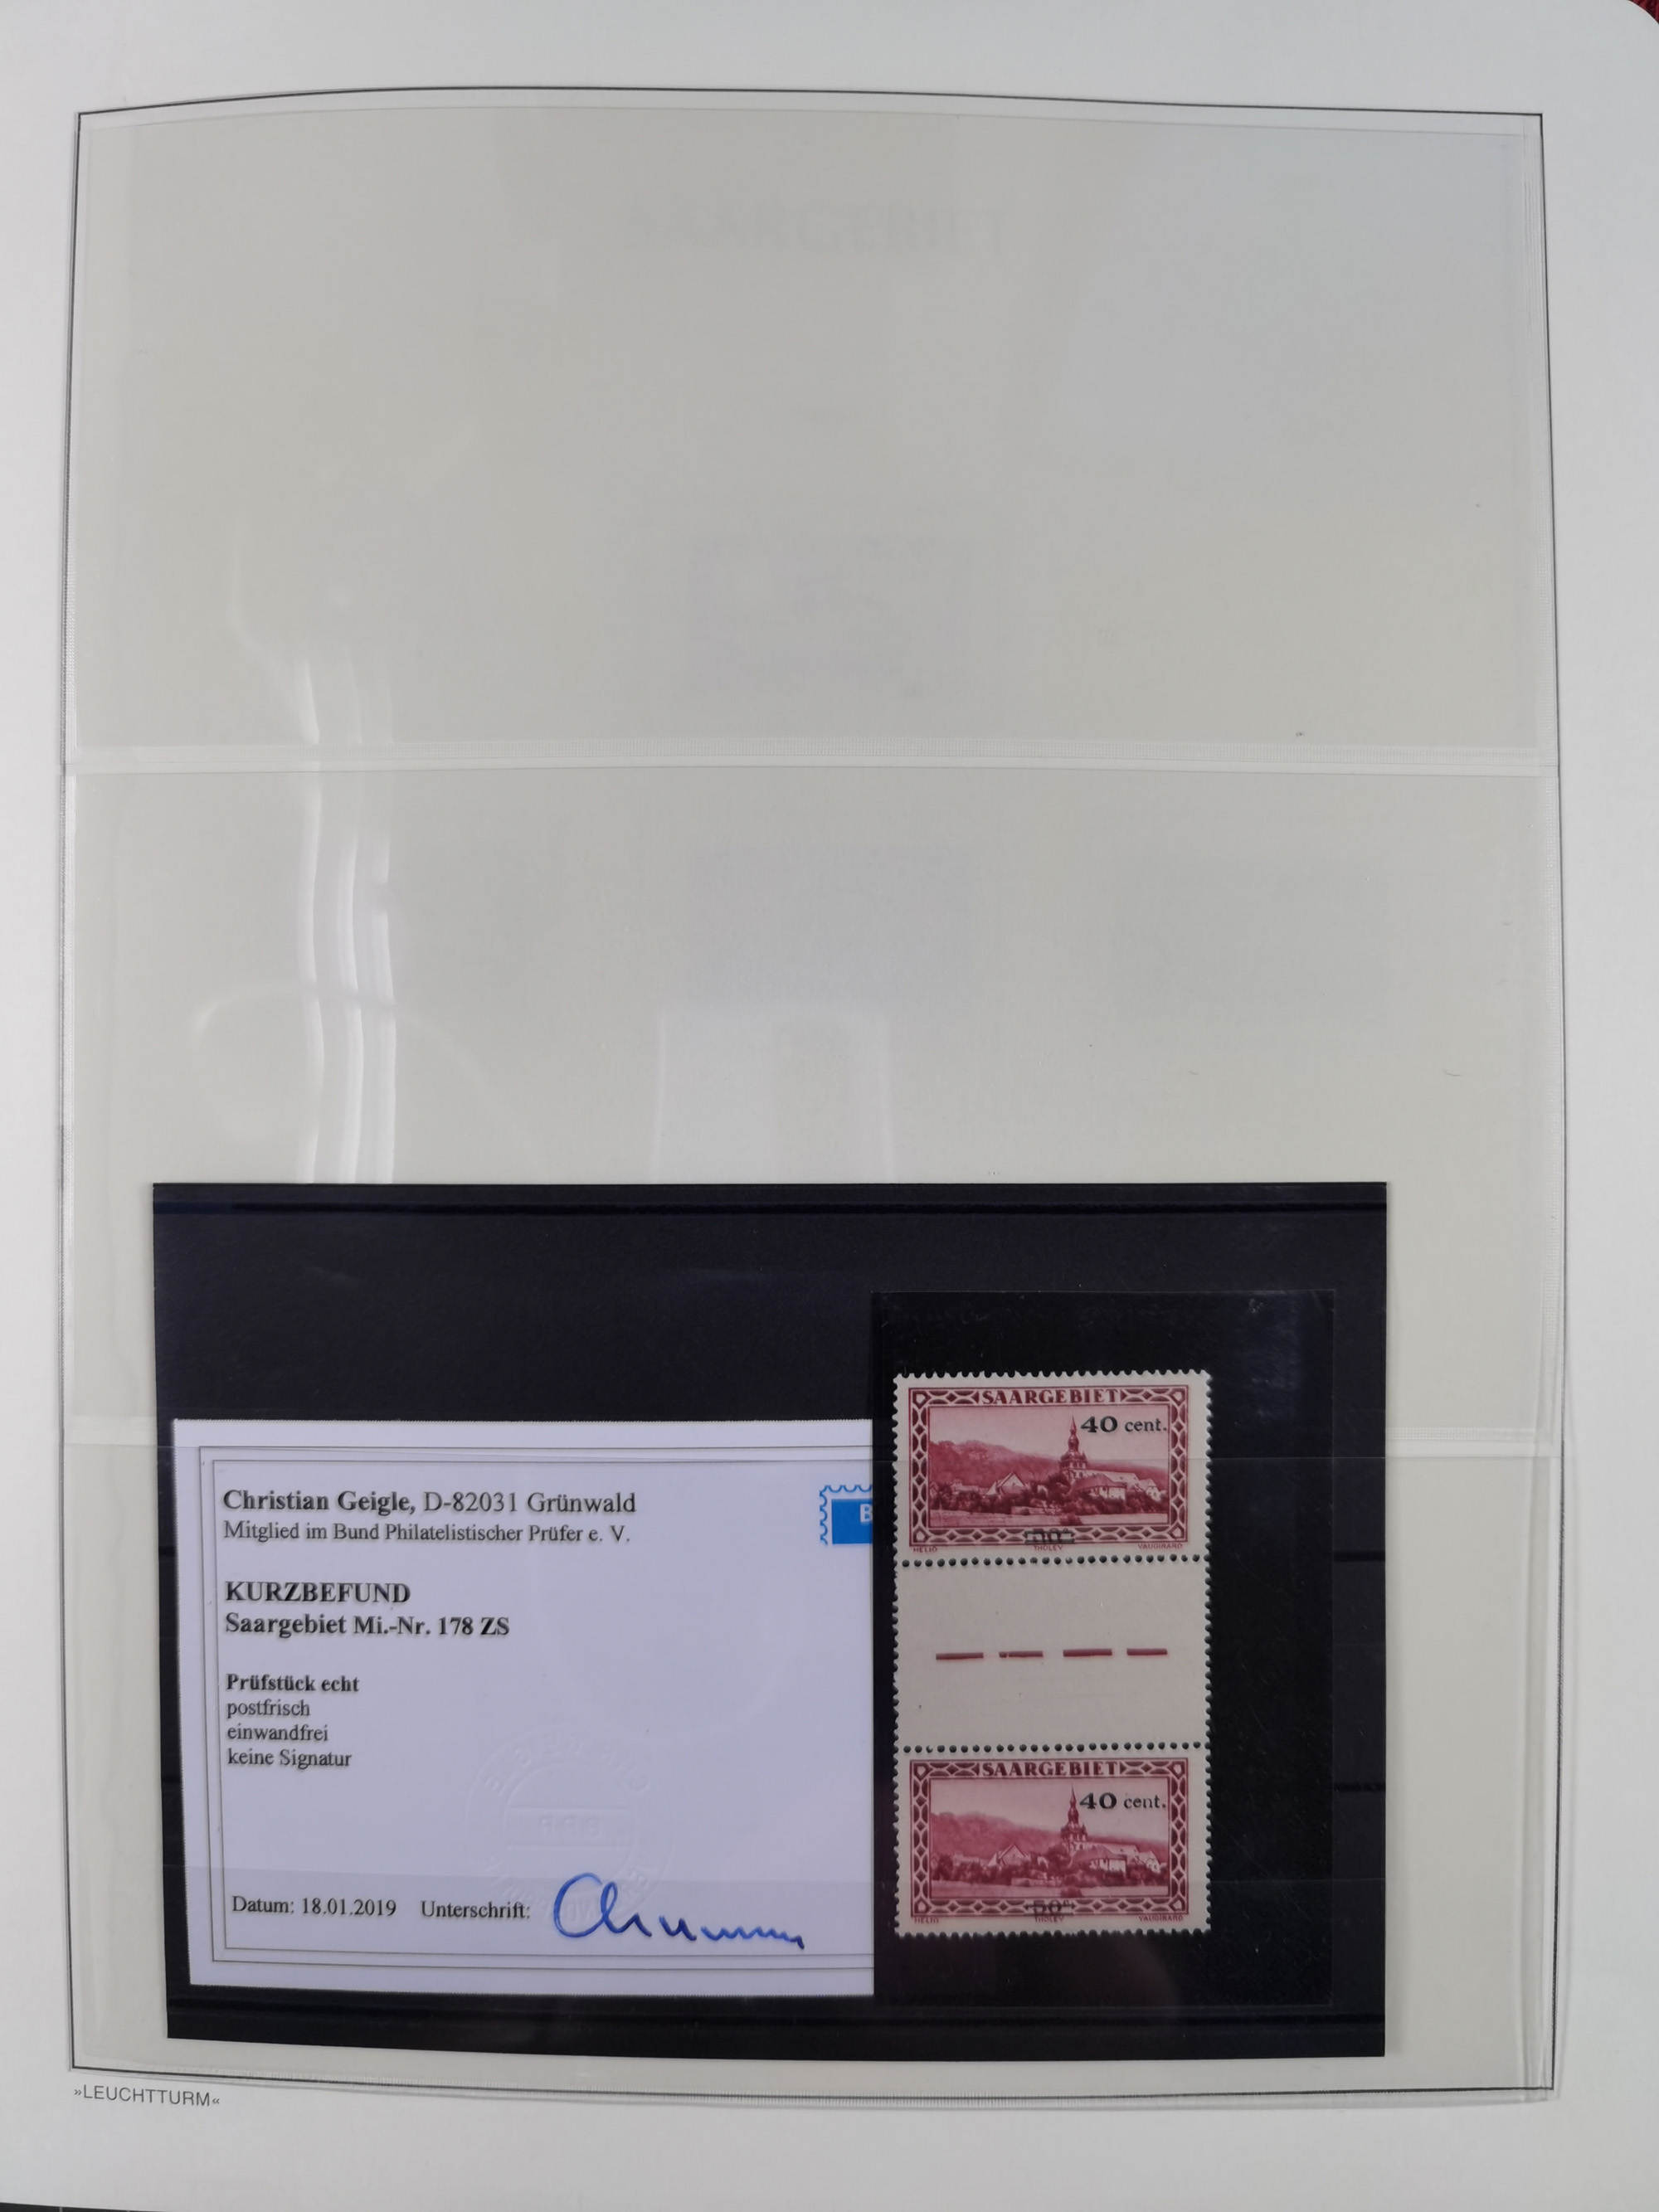 SAARGEBIET
Christian Geigle, D-82031 Grünwald
Mitglied im Bund Philatelistischer Prüfer e. V.
B
KURZBEFUND
Saargebiet Mi.-Nr. 178 ZS
Prüfstück echt
postfrisch
einwandfrei
keine Signatur
Datum: 18.01.2019 Unterschrift:
SAARGEBIET
40 cent.
HELIO THOLEY VAUGIRARD
SAARGEBIET
40 cent.
50c
HELIO THOLEY VAUGIRARD
»LEUCHTTURM«